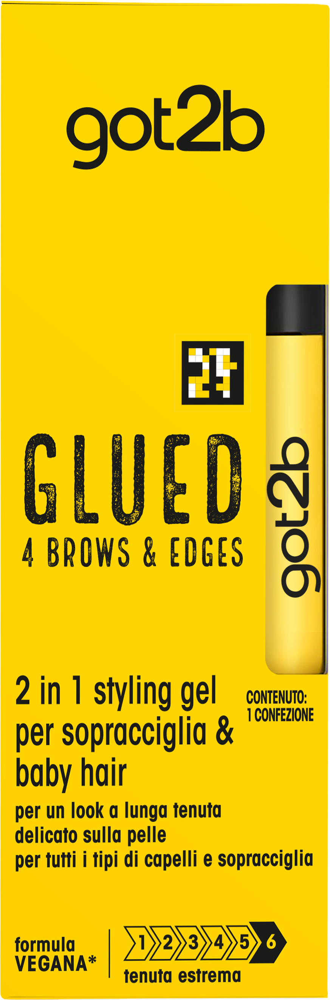 got2b
GLUED
4 BROWS & EDGES
got2b
2 in 1 styling gel
per sopracciglia &
baby hair
CONTENUTO:
1 CONFEZIONE
per un look a lunga tenuta
delicato sulla pelle
per tutti i tipi di capelli e sopracciglia
formula
VEGANA*
1 2 3 4 5 6
tenuta estrema